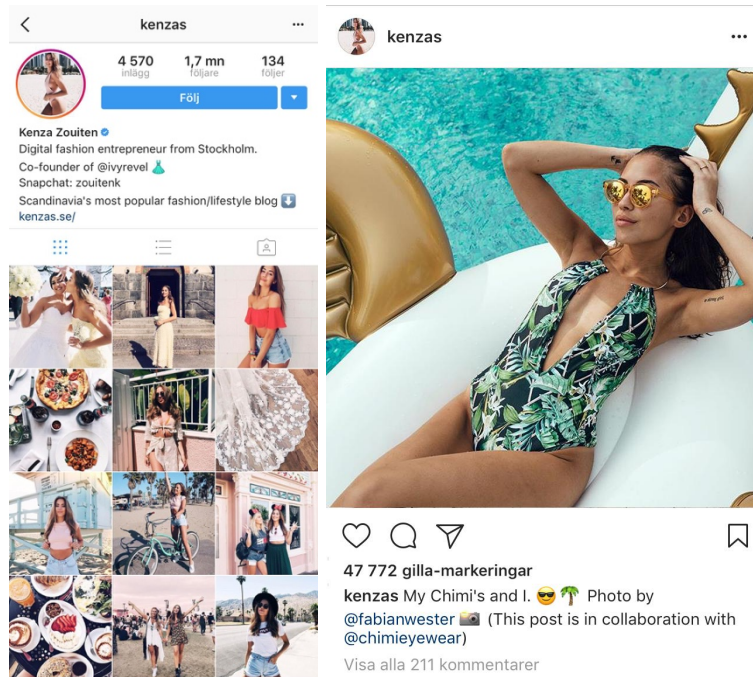 kenzas
4 570
inlägg
1,7 mn
följare
134
följer
Följ
Kenza Zouiten
Digital fashion entrepreneur from Stockholm.
Co-founder of @ivyrevel 👗
Snapchat: zouitenk
Scandinavia's most popular fashion/lifestyle blog ⬇️
kenzas.se/
kenzas
47 772 gilla-markeringar
kenzas My Chimi's and I. 😎🌴 Photo by
@fabianwester 📸 (This post is in collaboration with
@chimieyewear)
Visa alla 211 kommentarer